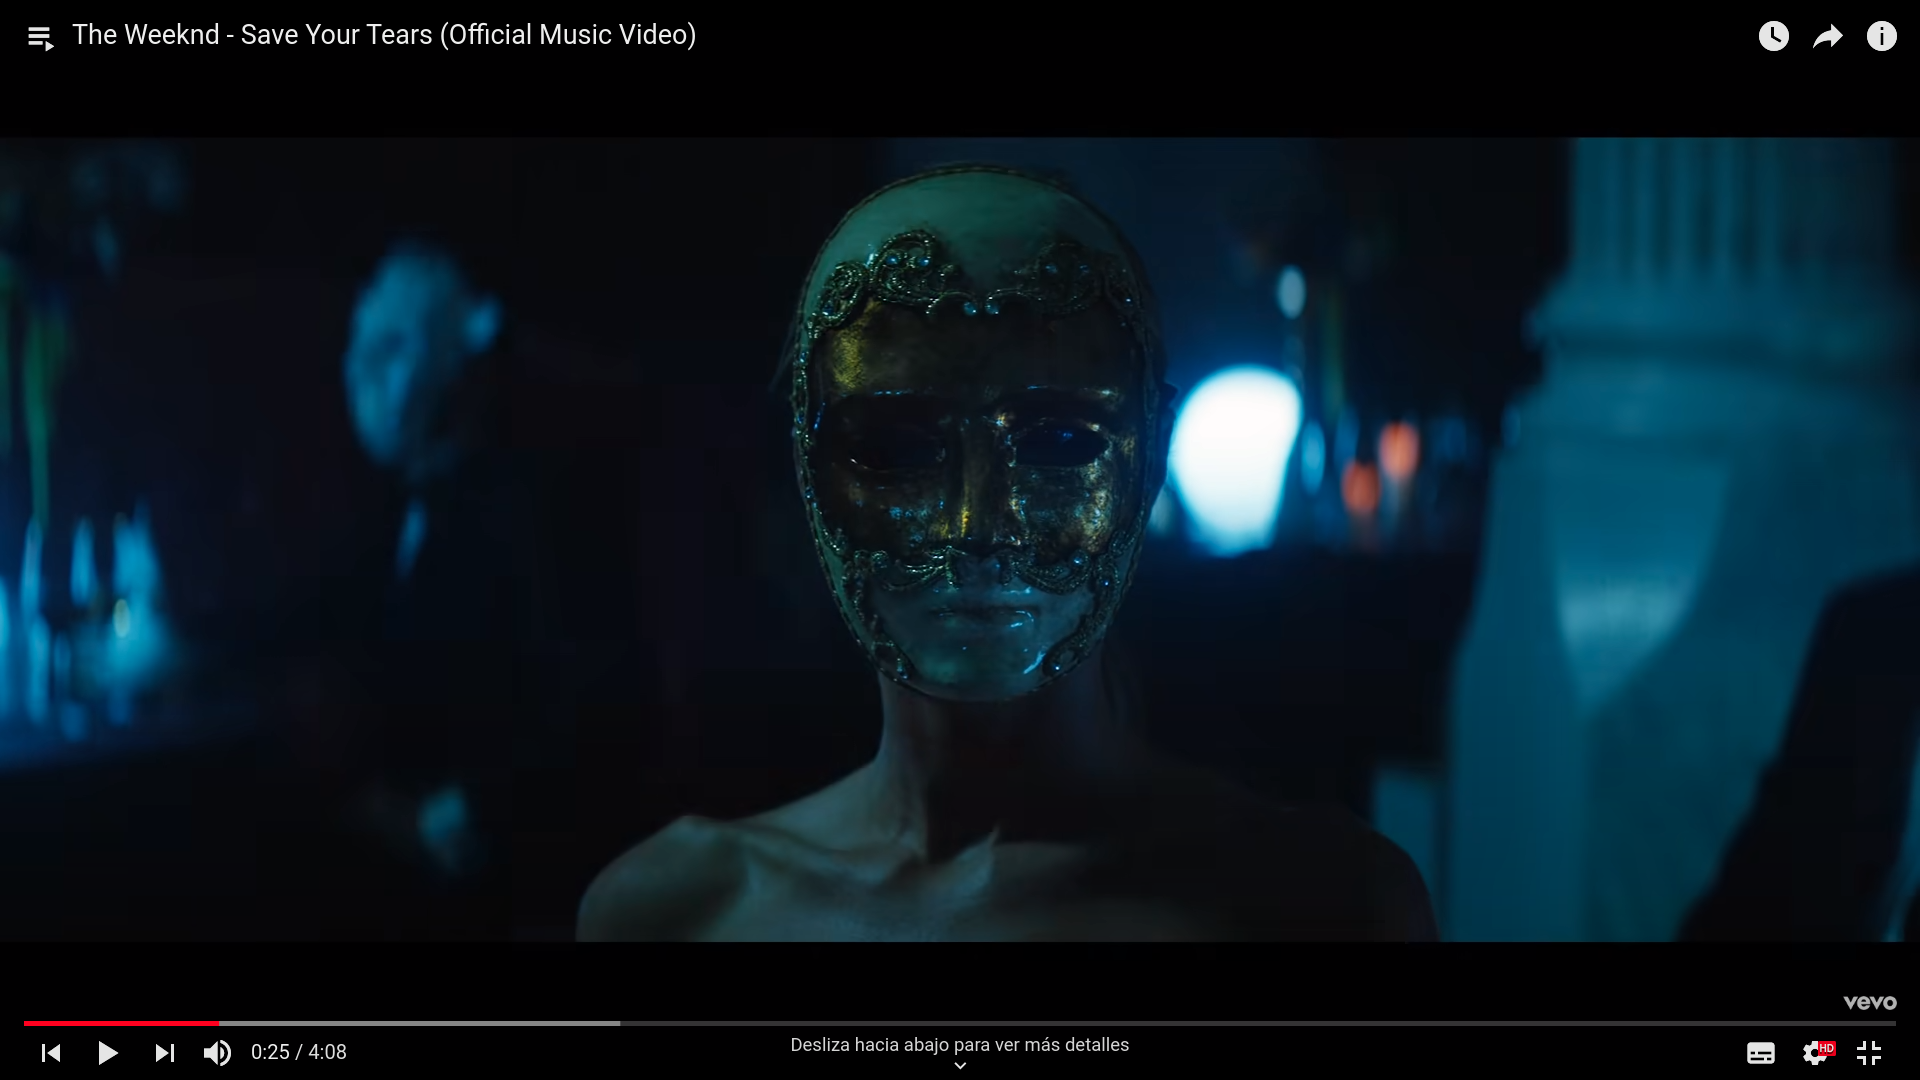 The Weeknd - Save Your Tears (Official Music Video)
vevo
0:25 / 4:08
Desliza hacia abajo para ver más detalles
HD